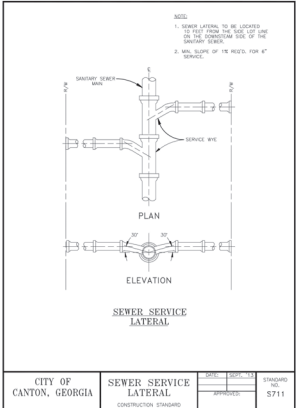 NOTE:
1. SEWER LATERAL TO BE LOCATED
10 FEET FROM THE SIDE LOT LINE
ON THE DOWNSTEAM SIDE OF THE
SANITARY SEWER.
2. MIN. SLOPE OF 1% REQ'D. FOR 6"
SERVICE.
℄
R/W
R/W
SANITARY SEWER
MAIN
SERVICE WYE
PLAN
30°
30°
ELEVATION
SEWER SERVICE
LATERAL
CITY OF
CANTON, GEORGIA
SEWER SERVICE
LATERAL
CONSTRUCTION STANDARD
DATE: SEPT. '13
APPROVED:
STANDARD
NO.
S711